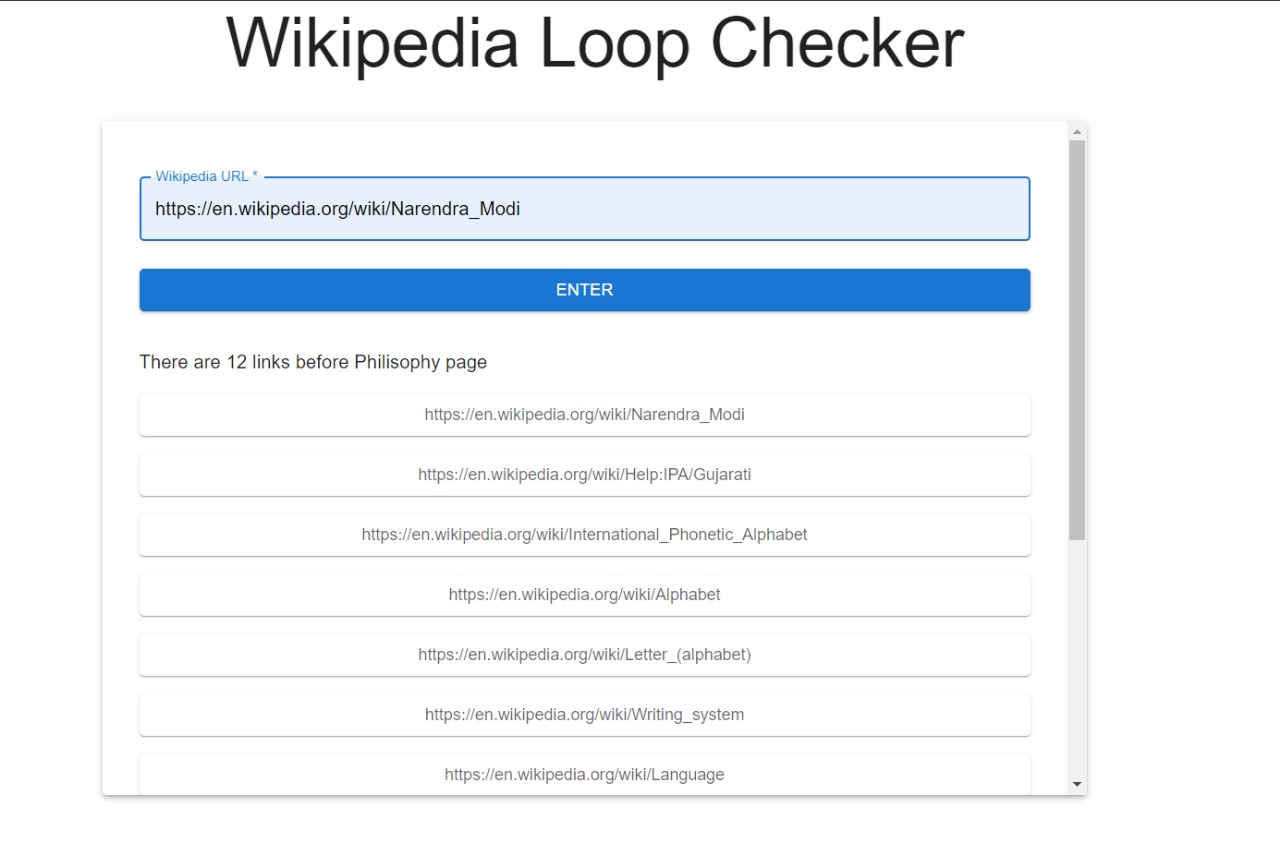 Wikipedia Loop Checker
Wikipedia URL *
https://en.wikipedia.org/wiki/Narendra_Modi
ENTER
There are 12 links before Philisophy page
https://en.wikipedia.org/wiki/Narendra_Modi
https://en.wikipedia.org/wiki/Help:IPA/Gujarati
https://en.wikipedia.org/wiki/International_Phonetic_Alphabet
https://en.wikipedia.org/wiki/Alphabet
https://en.wikipedia.org/wiki/Letter_(alphabet)
https://en.wikipedia.org/wiki/Writing_system
https://en.wikipedia.org/wiki/Language